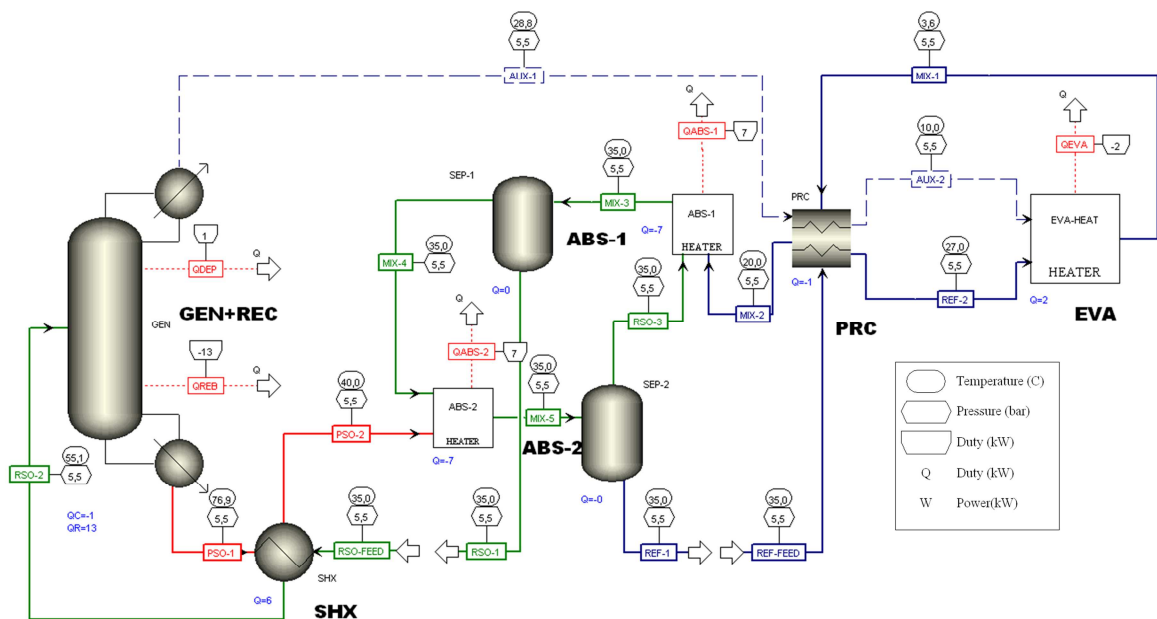 28,8
5,5
AUX-1
3,6
5,5
MIX-1
Q
QABS-1
7
Q
QEVA
-2
10,0
5,5
AUX-2
35,0
5,5
MIX-3
SEP-1
ABS-1
Q=-7
ABS-1
HEATER
PRC
EVA-HEAT
HEATER
1
QDEP
Q
GEN+REC
GEN
MIX-4
35,0
5,5
Q=0
35,0
5,5
RSO-3
20,0
5,5
MIX-2
Q=-1
PRC
27,0
5,5
REF-2
Q=2
EVA
-13
QREB
Q
Q
QABS-2
7
40,0
5,5
PSO-2
ABS-2
HEATER
Q=-7
35,0
5,5
MIX-5
ABS-2
SEP-2
Q=-0
RSO-2
55,1
5,5
QC=-1
QR=13
76,9
5,5
PSO-1
35,0
5,5
RSO-FEED
35,0
5,5
RSO-1
35,0
5,5
REF-1
35,0
5,5
REF-FEED
SHX
Q=6
SHX
Temperature (C)
Pressure (bar)
Duty (kW)
Q Duty (kW)
W Power(kW)